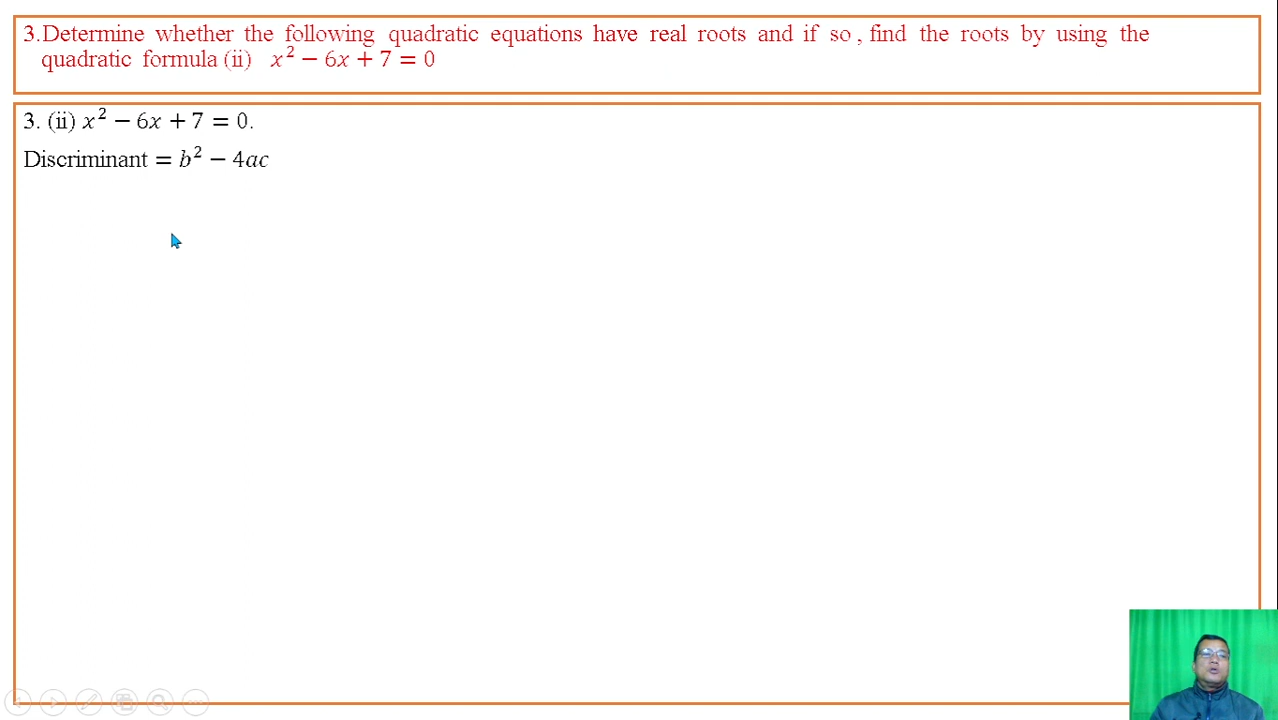 3.Determine whether the following quadratic equations have real roots and if so , find the roots by using the
quadratic formula (ii) x² − 6x + 7 = 0
3. (ii) x² − 6x + 7 = 0.
Discriminant = b² − 4ac